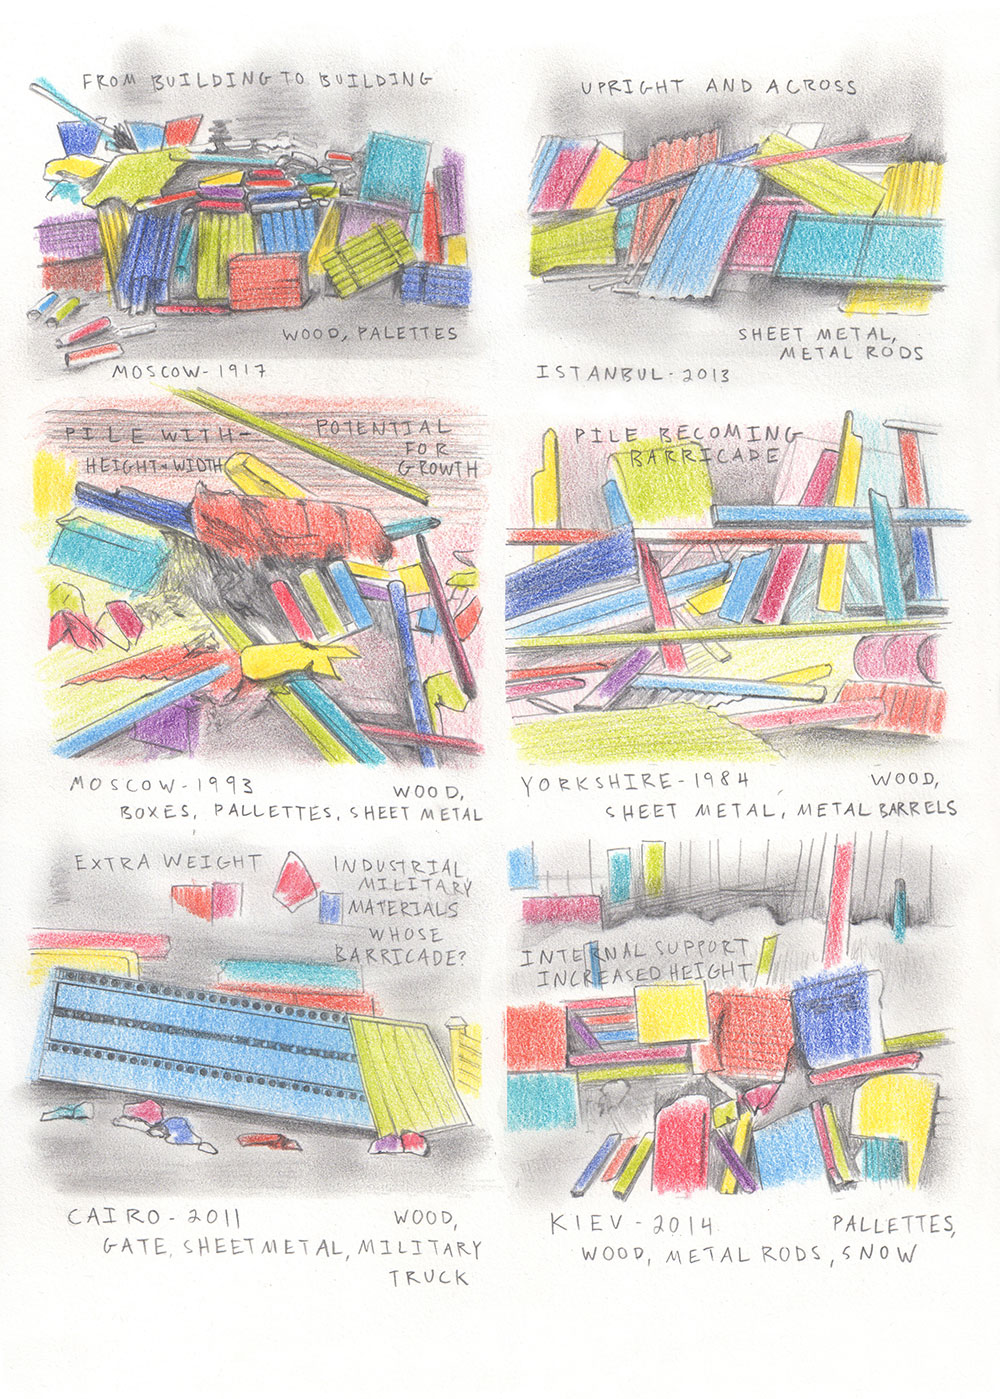 FROM BUILDING TO BUILDING
WOOD, PALETTES
MOSCOW-1917
UPRIGHT AND ACROSS
SHEET METAL,
METAL RODS
ISTANBUL-2013
PILE WITH-
HEIGHT & WIDTH
POTENTIAL
FOR
GROWTH
MOSCOW-1993
WOOD,
BOXES, PALLETTES, SHEET METAL
PILE BECOMING
BARRICADE
YORKSHIRE-1984
WOOD,
SHEET METAL, METAL BARRELS
EXTRA WEIGHT
INDUSTRIAL,
MILITARY
MATERIALS
WHOSE
BARRICADE?
CAIRO-2011
WOOD,
GATE, SHEETMETAL, MILITARY
TRUCK
INTERNAL SUPPORT
INCREASED HEIGHT
KIEV-2014
PALLETTES,
WOOD, METAL RODS, SNOW